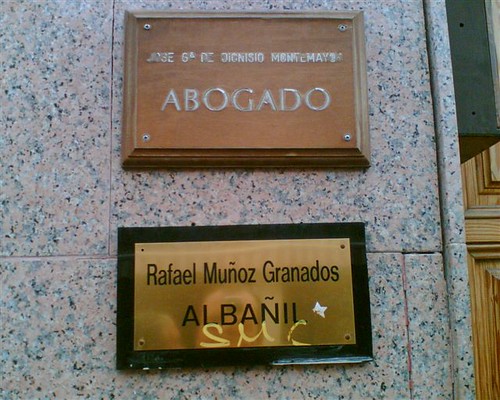 JOSE Gª DE DIONISIO MONTEMAYOR
ABOGADO
Rafael Muñoz Granados
ALBAÑIL
SMC